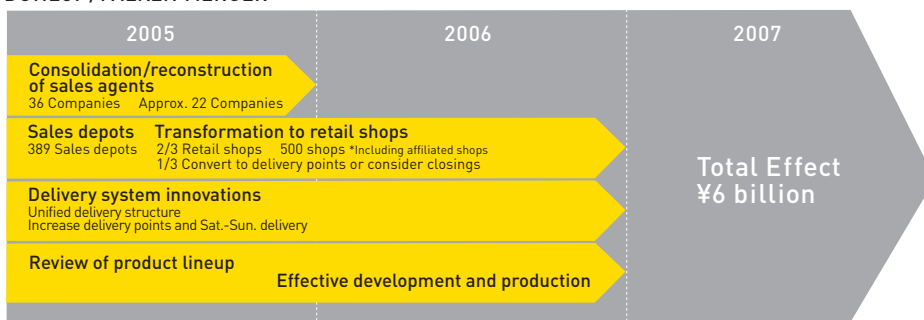 2005 2006 2007
Consolidation/reconstruction
of sales agents
36 Companies Approx. 22 Companies
Sales depots Transformation to retail shops
389 Sales depots 2/3 Retail shops 500 shops *Including affiliated shops
1/3 Convert to delivery points or consider closings
Delivery system innovations
Unified delivery structure
Increase delivery points and Sat.-Sun. delivery
Review of product lineup
Effective development and production
Total Effect
¥6 billion